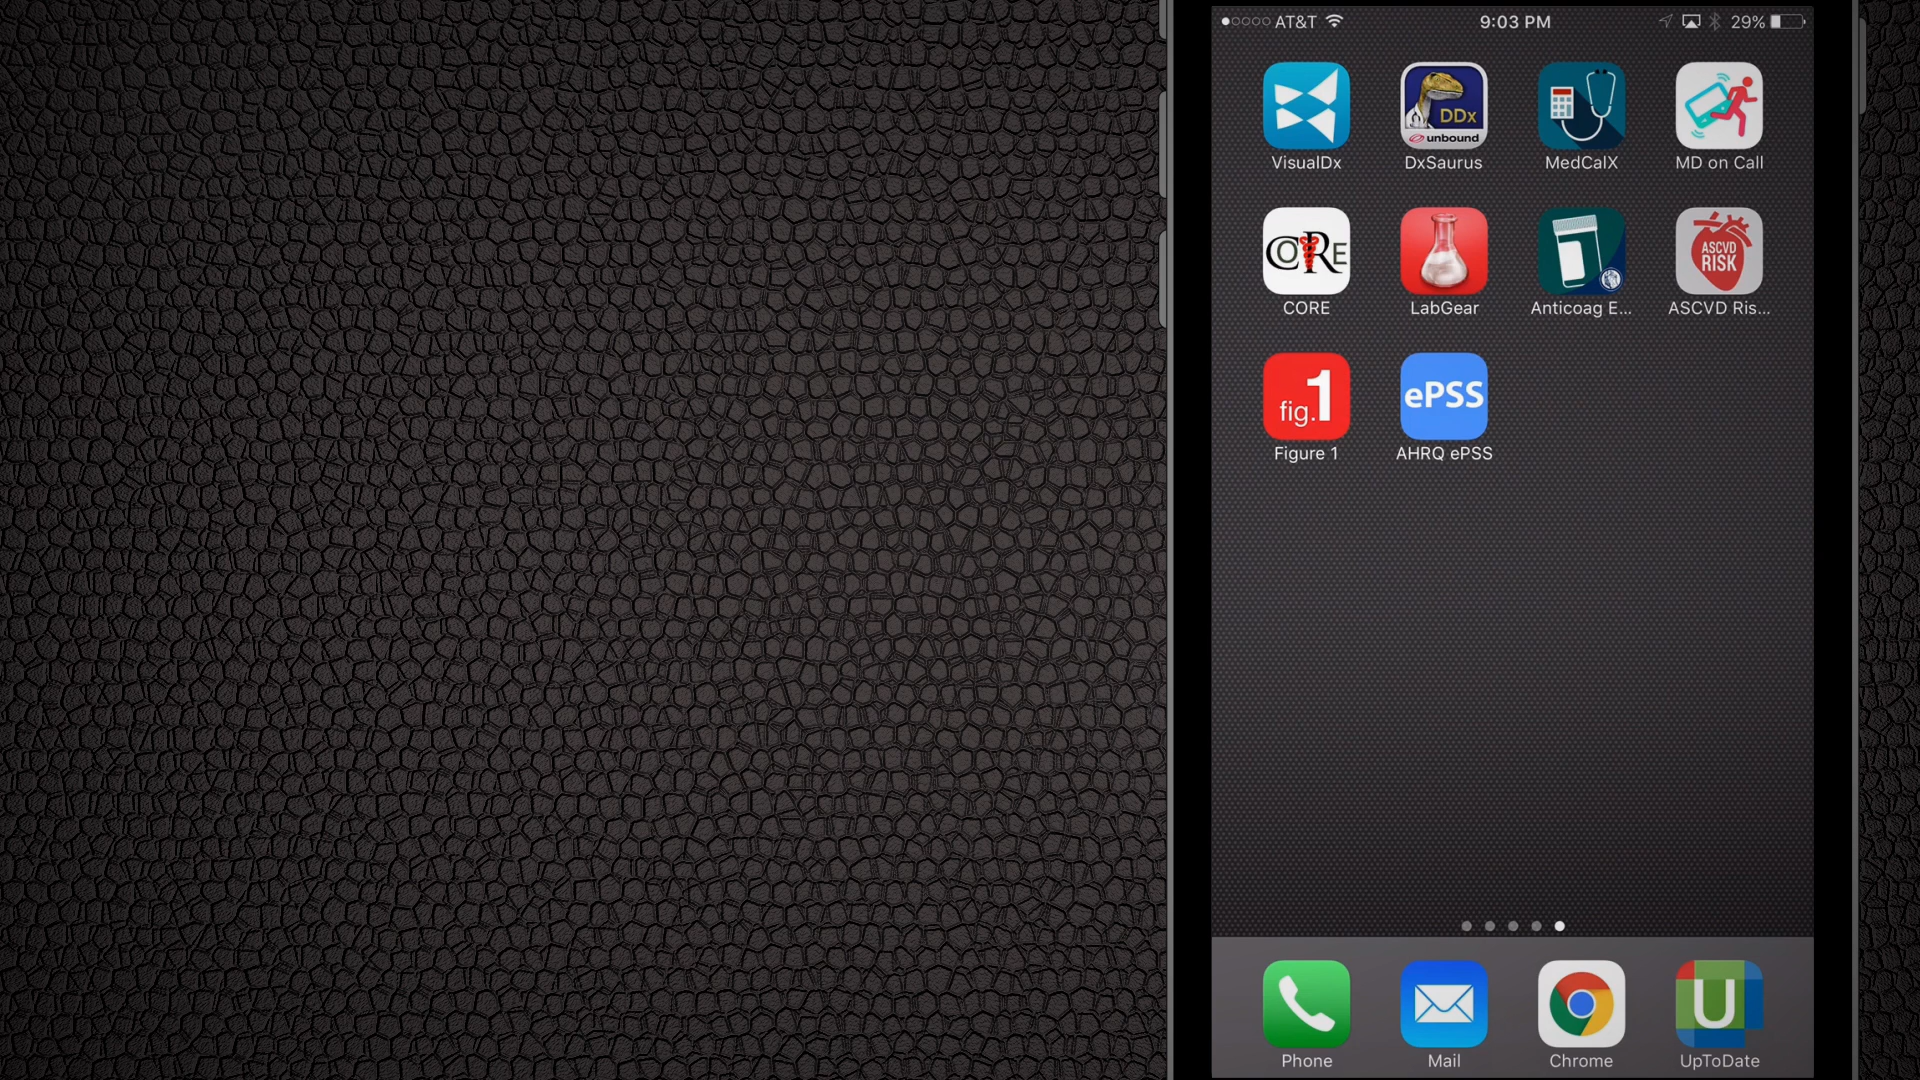 AT&T 9:03 PM 29%
DDx
unbound
VisualDx DxSaurus MedCalX MD on Call
CORE
ASCVD
RISK
CORE LabGear Anticoag E... ASCVD Ris...
fig.1 ePSS
Figure 1 AHRQ ePSS
U
Phone Mail Chrome UpToDate